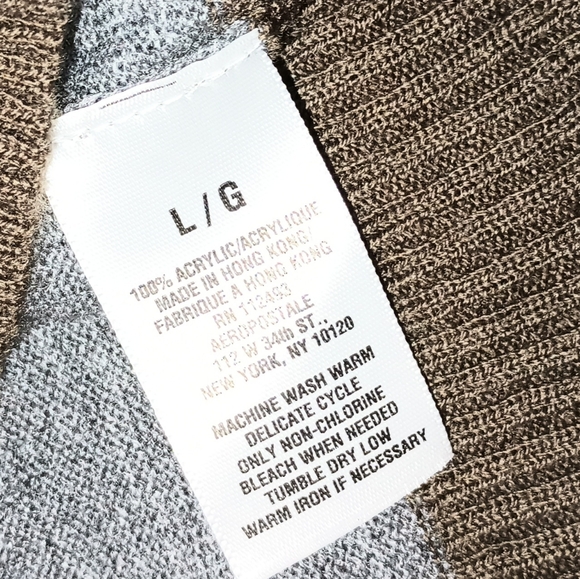 L / G
100% ACRYLIC/ACRYLIQUE
MADE IN HONG KONG/
FABRIQUE A HONG KONG
RN 112493
AEROPOSTALE
112 W 34th ST.,
NEW YORK, NY 10120
MACHINE WASH WARM
DELICATE CYCLE
ONLY NON-CHLORINE
BLEACH WHEN NEEDED
TUMBLE DRY LOW
WARM IRON IF NECESSARY